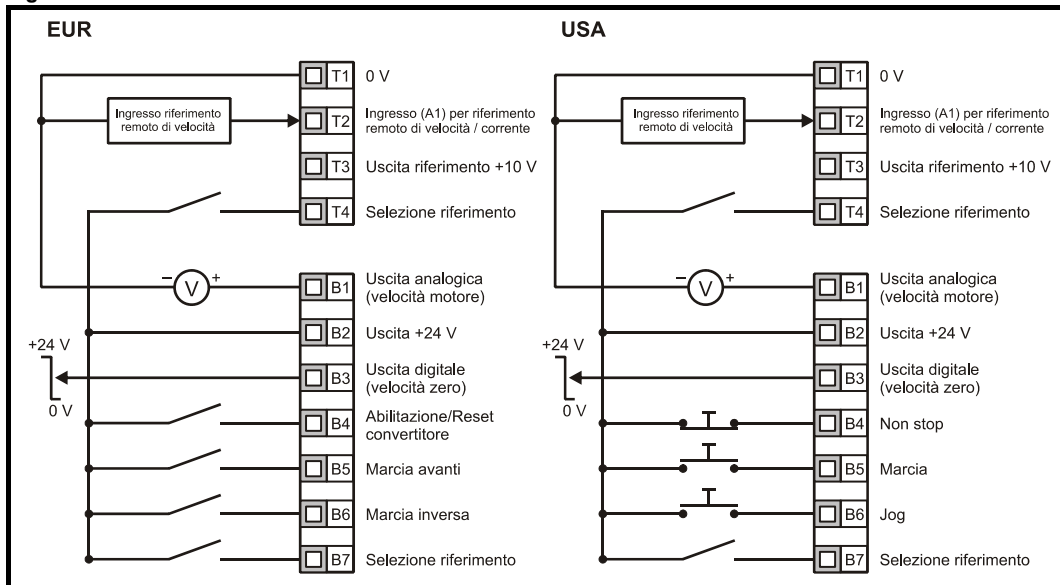 EUR
T1 0 V
Ingresso riferimento
remoto di velocità
T2 Ingresso (A1) per riferimento
remoto di velocità / corrente
T3 Uscita riferimento +10 V
T4 Selezione riferimento
− V +
B1 Uscita analogica
(velocità motore)
B2 Uscita +24 V
+24 V
0 V
B3 Uscita digitale
(velocità zero)
B4 Abilitazione/Reset
convertitore
B5 Marcia avanti
B6 Marcia inversa
B7 Selezione riferimento
USA
T1 0 V
Ingresso riferimento
remoto di velocità
T2 Ingresso (A1) per riferimento
remoto di velocità / corrente
T3 Uscita riferimento +10 V
T4 Selezione riferimento
− V +
B1 Uscita analogica
(velocità motore)
B2 Uscita +24 V
+24 V
0 V
B3 Uscita digitale
(velocità zero)
B4 Non stop
B5 Marcia
B6 Jog
B7 Selezione riferimento